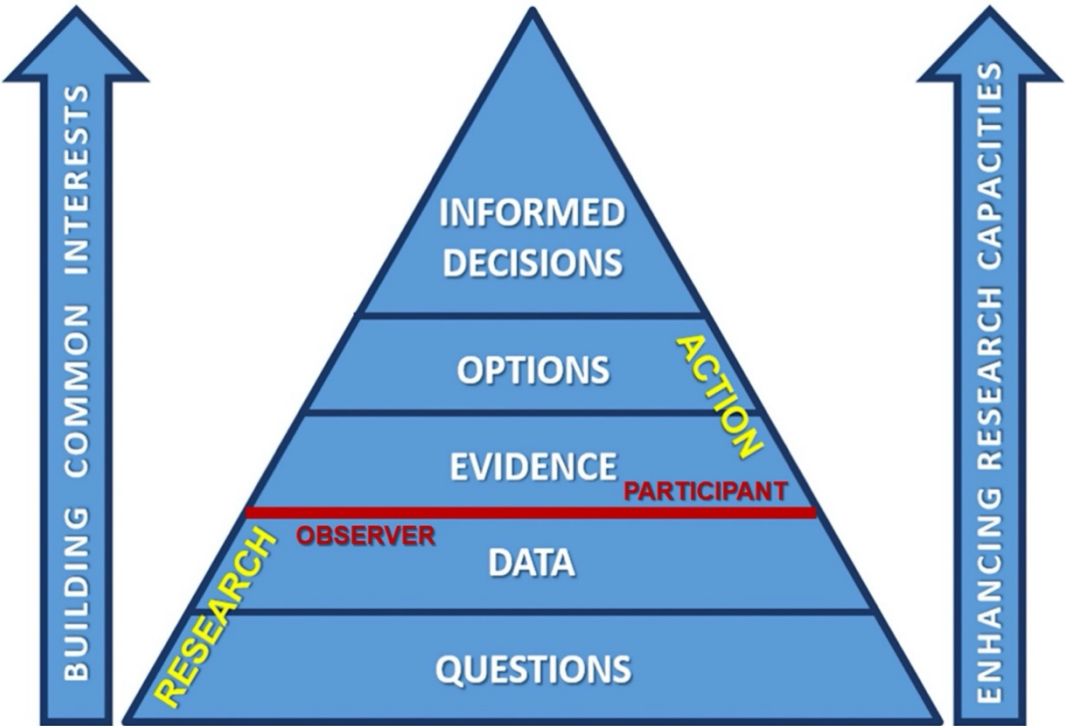 BUILDING COMMON INTERESTS
INFORMED
DECISIONS
OPTIONS
ACTION
EVIDENCE
PARTICIPANT
OBSERVER
DATA
RESEARCH
QUESTIONS
ENHANCING RESEARCH CAPACITIES